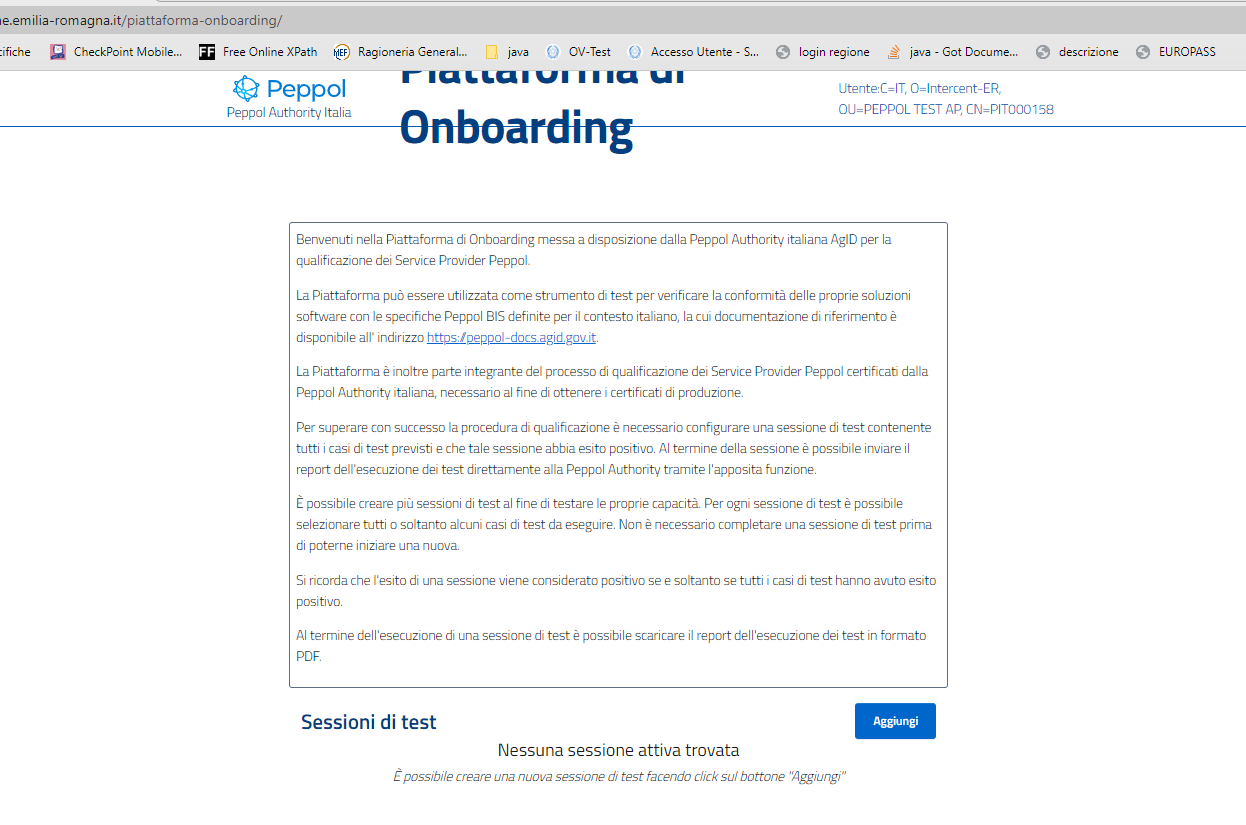 e.emilia-romagna.it/piattaforma-onboarding/
tifiche
CheckPoint Mobile...
FF
Free Online XPath
MEF
Ragioneria General...
java
OV-Test
Accesso Utente - S...
login regione
java - Got Docume...
descrizione
EUROPASS
Peppol
Peppol Authority Italia
Piattaforma di
Onboarding
Utente:C=IT, O=Intercent-ER,
OU=PEPPOL TEST AP, CN=PIT000158
Benvenuti nella Piattaforma di Onboarding messa a disposizione dalla Peppol Authority italiana AgID per la
qualificazione dei Service Provider Peppol.
La Piattaforma può essere utilizzata come strumento di test per verificare la conformità delle proprie soluzioni
software con le specifiche Peppol BIS definite per il contesto italiano, la cui documentazione di riferimento è
disponibile all' indirizzo https://peppol-docs.agid.gov.it.
La Piattaforma è inoltre parte integrante del processo di qualificazione dei Service Provider Peppol certificati dalla
Peppol Authority italiana, necessario al fine di ottenere i certificati di produzione.
Per superare con successo la procedura di qualificazione è necessario configurare una sessione di test contenente
tutti i casi di test previsti e che tale sessione abbia esito positivo. Al termine della sessione è possibile inviare il
report dell'esecuzione dei test direttamente alla Peppol Authority tramite l'apposita funzione.
È possibile creare più sessioni di test al fine di testare le proprie capacità. Per ogni sessione di test è possibile
selezionare tutti o soltanto alcuni casi di test da eseguire. Non è necessario completare una sessione di test prima
di poterne iniziare una nuova.
Si ricorda che l'esito di una sessione viene considerato positivo se e soltanto se tutti i casi di test hanno avuto esito
positivo.
Al termine dell'esecuzione di una sessione di test è possibile scaricare il report dell'esecuzione dei test in formato
PDF.
Sessioni di test
Aggiungi
Nessuna sessione attiva trovata
È possibile creare una nuova sessione di test facendo click sul bottone "Aggiungi"